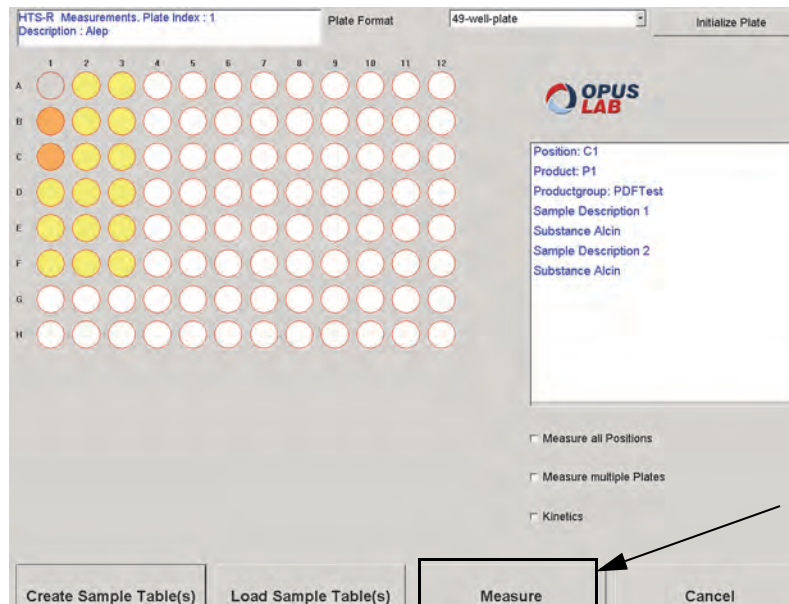 HTS-R Measurements. Plate Index : 1
Description : Alep
Plate Format
49-well-plate
Initialize Plate
1 2 3 4 5 6 7 8 9 10 11 12
A
B
C
D
E
F
G
H
OPUS
LAB
Position: C1
Product: P1
Productgroup: PDFTest
Sample Description 1
Substance Alcin
Sample Description 2
Substance Alcin
Measure all Positions
Measure multiple Plates
Kinetics
Create Sample Table(s)
Load Sample Table(s)
Measure
Cancel